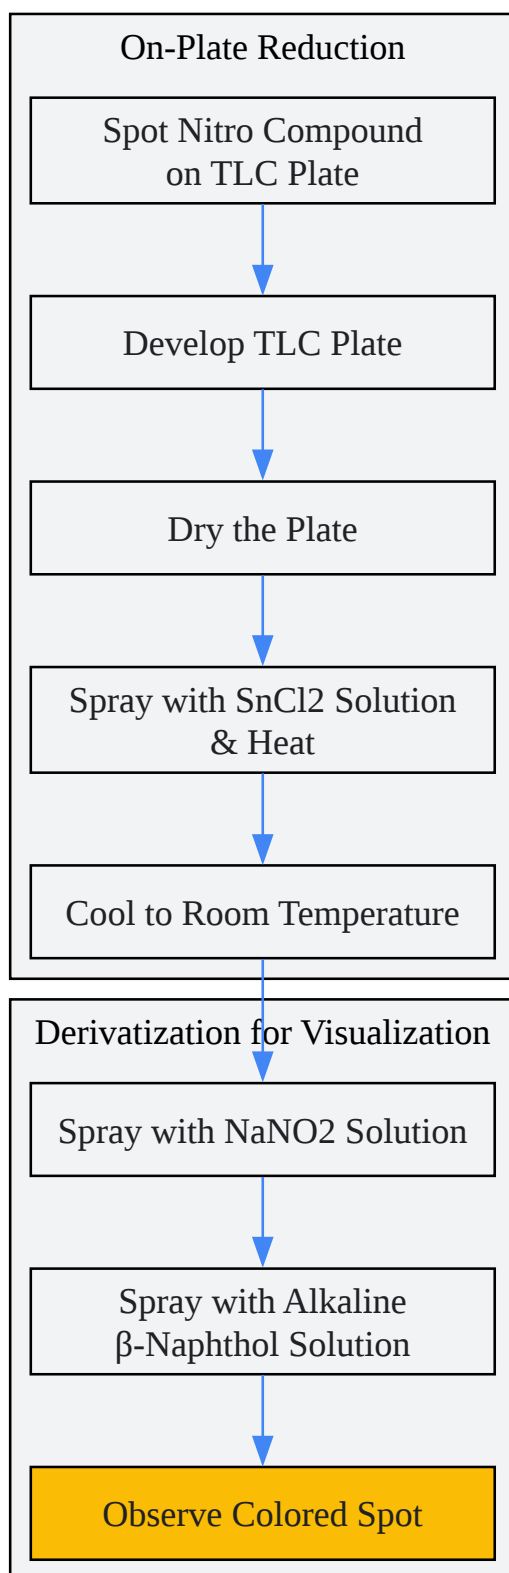 On-Plate Reduction
Spot Nitro Compound
on TLC Plate
Develop TLC Plate
Dry the Plate
Spray with SnCl2 Solution
& Heat
Cool to Room Temperature
Derivatization for Visualization
Spray with NaNO2 Solution
Spray with Alkaline
β-Naphthol Solution
Observe Colored Spot